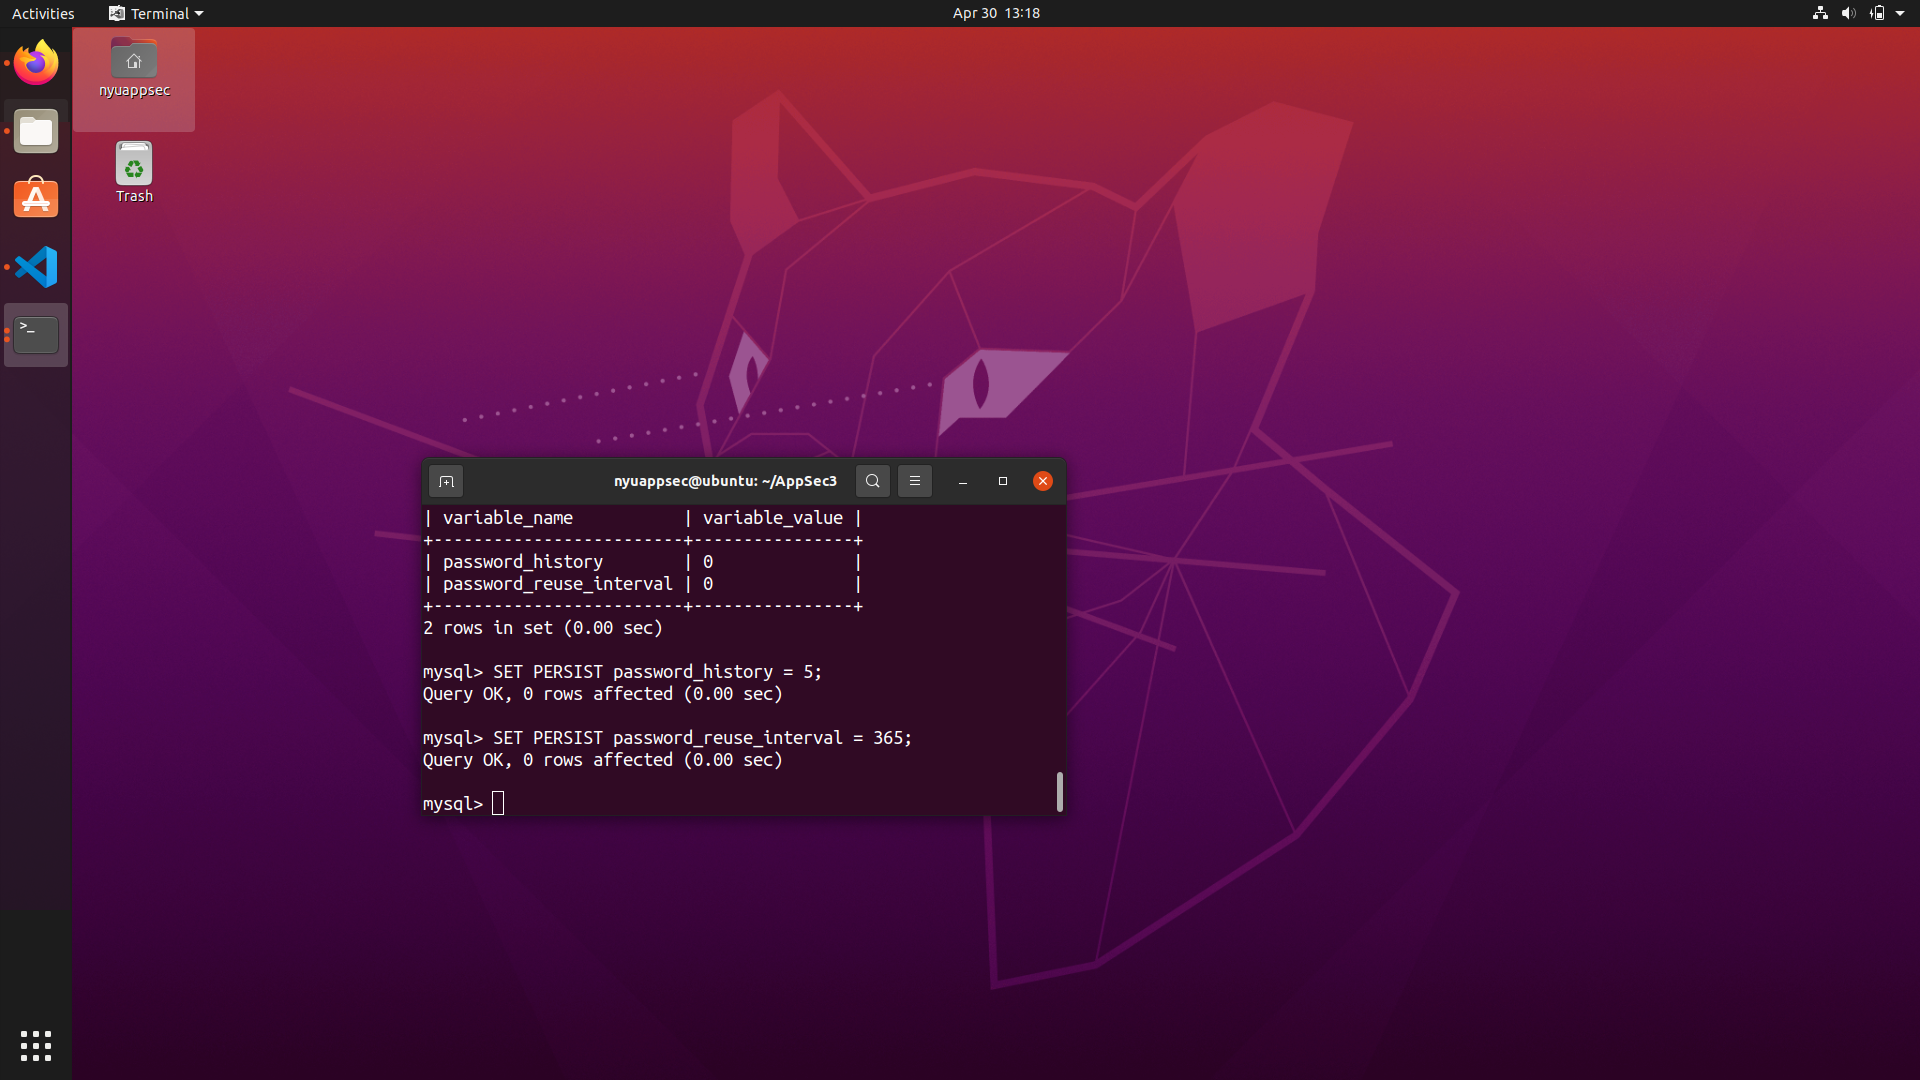 Activities
Terminal
Apr 30 13:18
nyuappsec
Trash
nyuappsec@ubuntu: ~/AppSec3
| variable_name           | variable_value |
+-------------------------+----------------+
| password_history        | 0              |
| password_reuse_interval | 0              |
+-------------------------+----------------+
2 rows in set (0.00 sec)
mysql> SET PERSIST password_history = 5;
Query OK, 0 rows affected (0.00 sec)
mysql> SET PERSIST password_reuse_interval = 365;
Query OK, 0 rows affected (0.00 sec)
mysql>